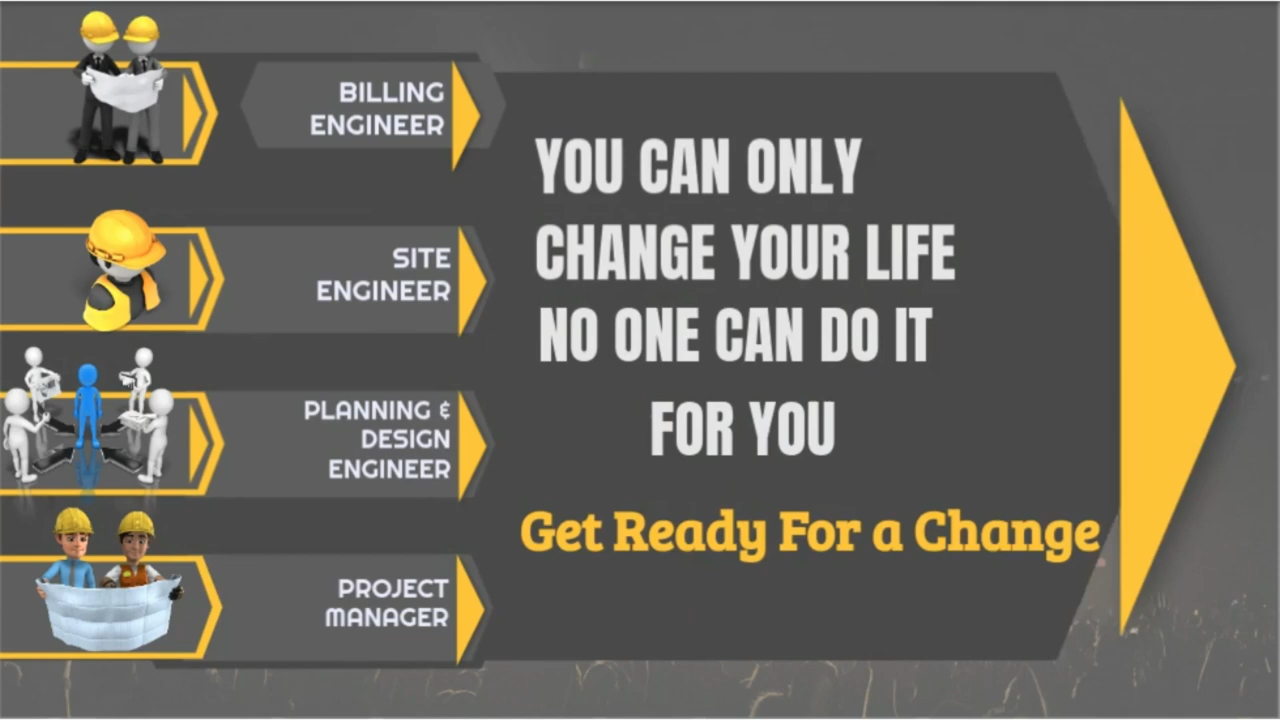 BILLING
ENGINEER
SITE
ENGINEER
PLANNING &
DESIGN
ENGINEER
PROJECT
MANAGER
YOU CAN ONLY
CHANGE YOUR LIFE
NO ONE CAN DO IT
FOR YOU
Get Ready For a Change